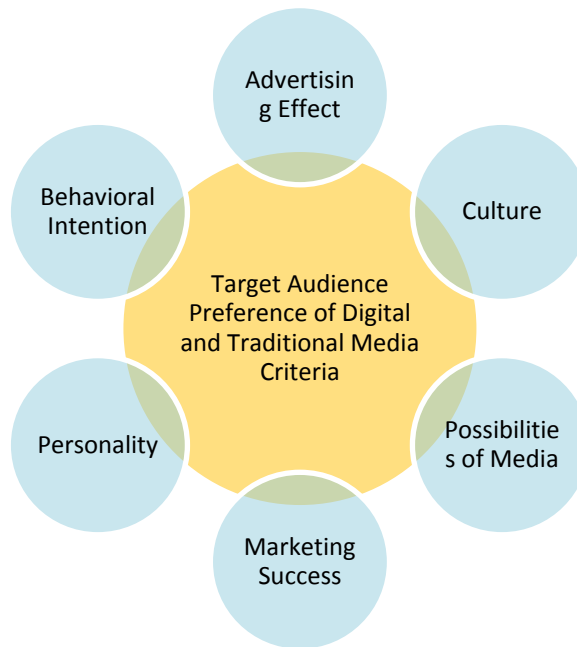 Advertisin
g Effect
Behavioral
Intention
Culture
Target Audience
Preference of Digital
and Traditional Media
Criteria
Personality
Possibilitie
s of Media
Marketing
Success